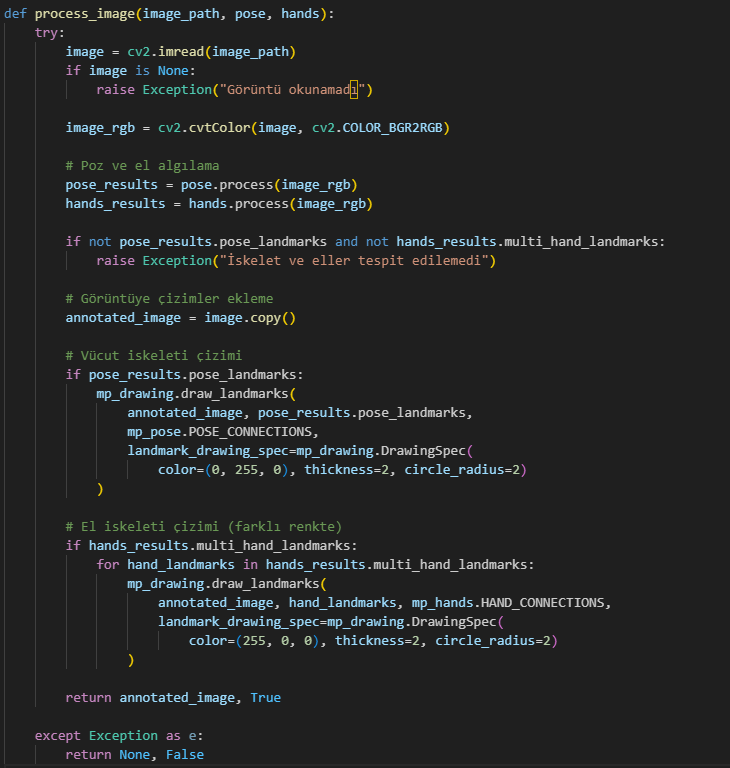 def process_image(image_path, pose, hands):
    try:
        image = cv2.imread(image_path)
        if image is None:
            raise Exception("Görüntü okunamadı")

        image_rgb = cv2.cvtColor(image, cv2.COLOR_BGR2RGB)

        # Poz ve el algılama
        pose_results = pose.process(image_rgb)
        hands_results = hands.process(image_rgb)

        if not pose_results.pose_landmarks and not hands_results.multi_hand_landmarks:
            raise Exception("İskelet ve eller tespit edilemedi")

        # Görüntüye çizimler ekleme
        annotated_image = image.copy()

        # Vücut iskeleti çizimi
        if pose_results.pose_landmarks:
            mp_drawing.draw_landmarks(
                annotated_image, pose_results.pose_landmarks,
                mp_pose.POSE_CONNECTIONS,
                landmark_drawing_spec=mp_drawing.DrawingSpec(
                    color=(0, 255, 0), thickness=2, circle_radius=2)
            )

        # El iskeleti çizimi (farklı renkte)
        if hands_results.multi_hand_landmarks:
            for hand_landmarks in hands_results.multi_hand_landmarks:
                mp_drawing.draw_landmarks(
                    annotated_image, hand_landmarks, mp_hands.HAND_CONNECTIONS,
                    landmark_drawing_spec=mp_drawing.DrawingSpec(
                        color=(255, 0, 0), thickness=2, circle_radius=2)
                )

        return annotated_image, True

    except Exception as e:
        return None, False